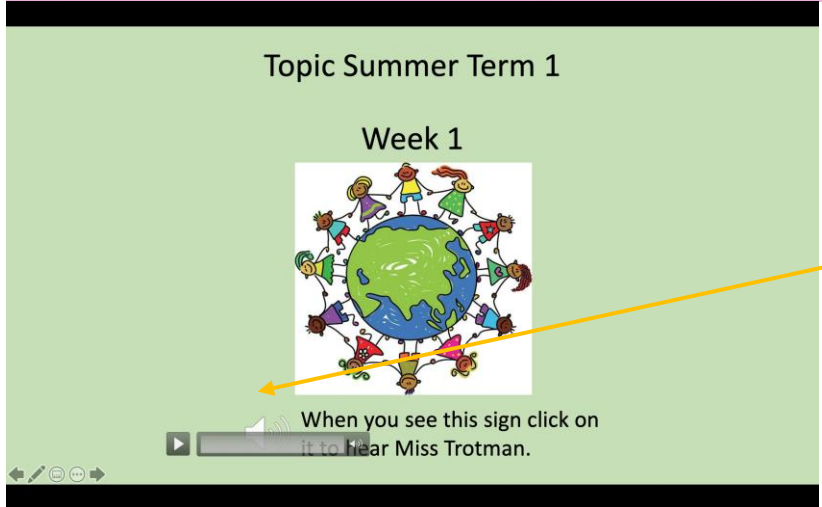 Topic Summer Term 1
Week 1
When you see this sign click on
it to hear Miss Trotman.